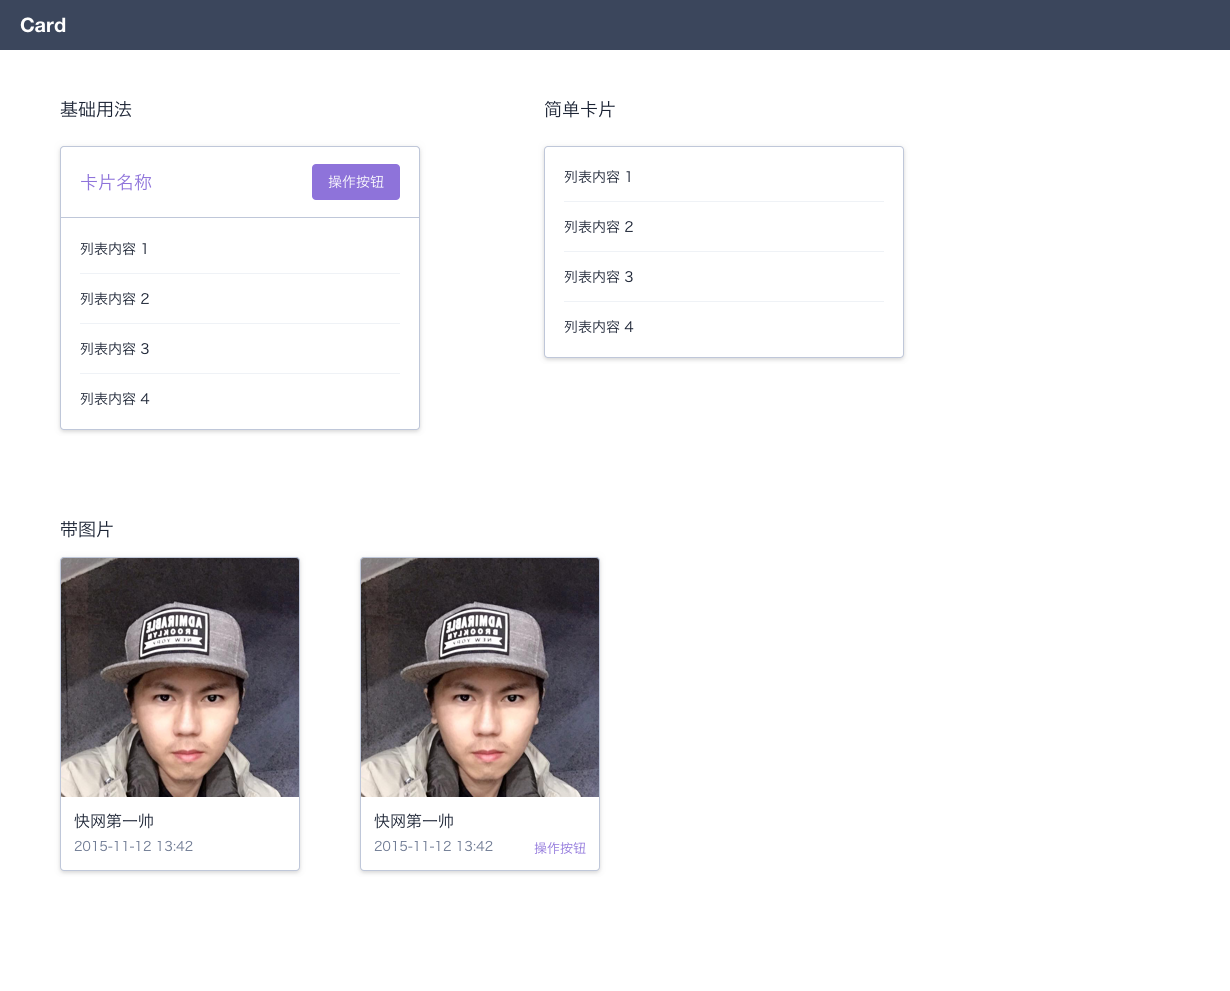 Card
基础用法
卡片名称
操作按钮
列表内容 1
列表内容 2
列表内容 3
列表内容 4
简单卡片
列表内容 1
列表内容 2
列表内容 3
列表内容 4
带图片
ADMIRABLE
BROOKLYN
NEW YORK
快网第一帅
2015-11-12 13:42
ADMIRABLE
BROOKLYN
NEW YORK
快网第一帅
2015-11-12 13:42
操作按钮